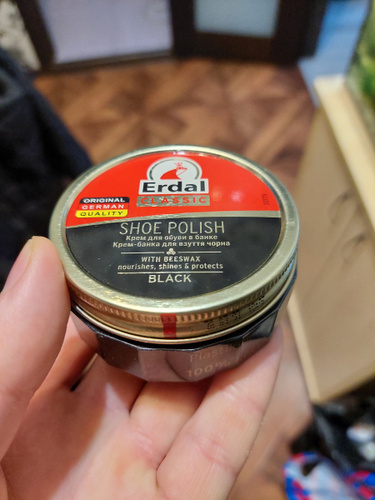 Erdal
CLASSIC
ORIGINAL
GERMAN
QUALITY
SHOE POLISH
Крем для обуви в банке
Крем-банка для взуття чорна
WITH BEESWAX
nourishes, shines & protects
BLACK
100%